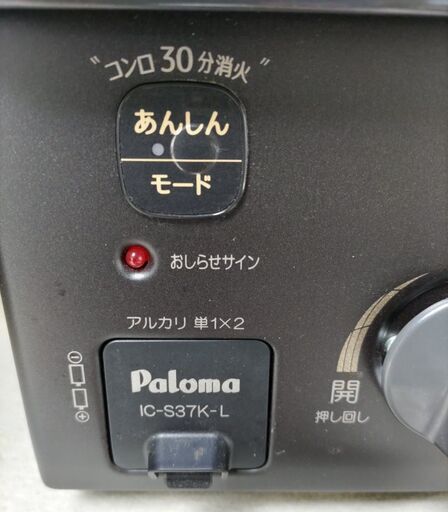 "コンロ30分消火"
あんしん
モード
おしらせサイン
アルカリ 単1×2
Paloma
IC-S37K-L
開
押し回し